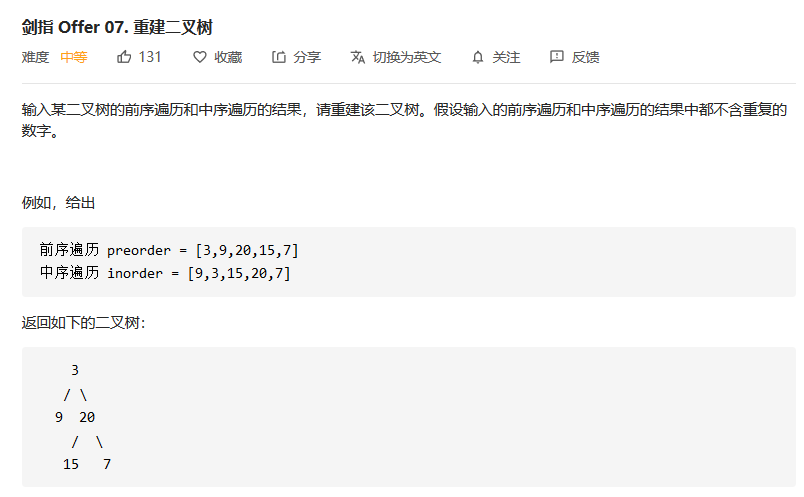 剑指 Offer 07. 重建二叉树
难度 中等 131 收藏 分享 切换为英文 关注 反馈
输入某二叉树的前序遍历和中序遍历的结果，请重建该二叉树。假设输入的前序遍历和中序遍历的结果中都不含重复的
数字。
例如，给出
前序遍历 preorder = [3,9,20,15,7]
中序遍历 inorder = [9,3,15,20,7]
返回如下的二叉树：
3
/ \
9 20
/ \
15 7